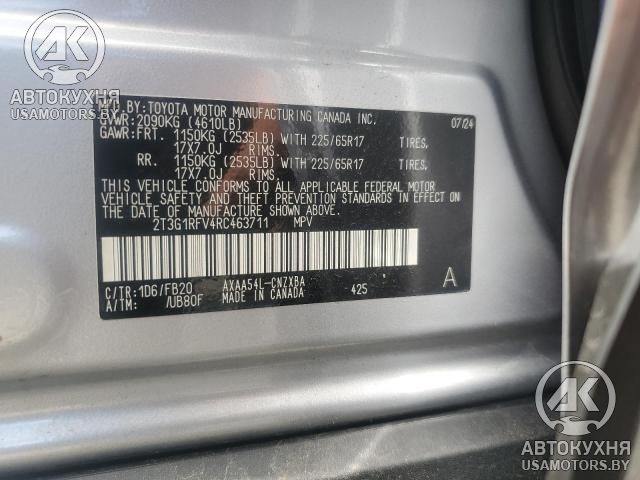 AK
АВТОКУХНЯ
USAMOTORS.BY
MFD. BY: TOYOTA MOTOR MANUFACTURING CANADA INC.
GVWR: 2090KG (4610LB) 07/24
GAWR: FRT. 1150KG (2535LB) WITH 225/65R17 TIRES,
17X7.0J RIMS.
RR. 1150KG (2535LB) WITH 225/65R17 TIRES,
17X7.0J RIMS.
THIS VEHICLE CONFORMS TO ALL APPLICABLE FEDERAL MOTOR
VEHICLE SAFETY AND THEFT PREVENTION STANDARDS IN EFFECT
ON THE DATE OF MANUFACTURE SHOWN ABOVE.
2T3G1RFV4RC463711 MPV
C/TR: 1D6/FB20 AXAA54L-CNZXBA A
A/TM: /UB80F MADE IN CANADA 425
AK
АВТОКУХНЯ
USAMOTORS.BY